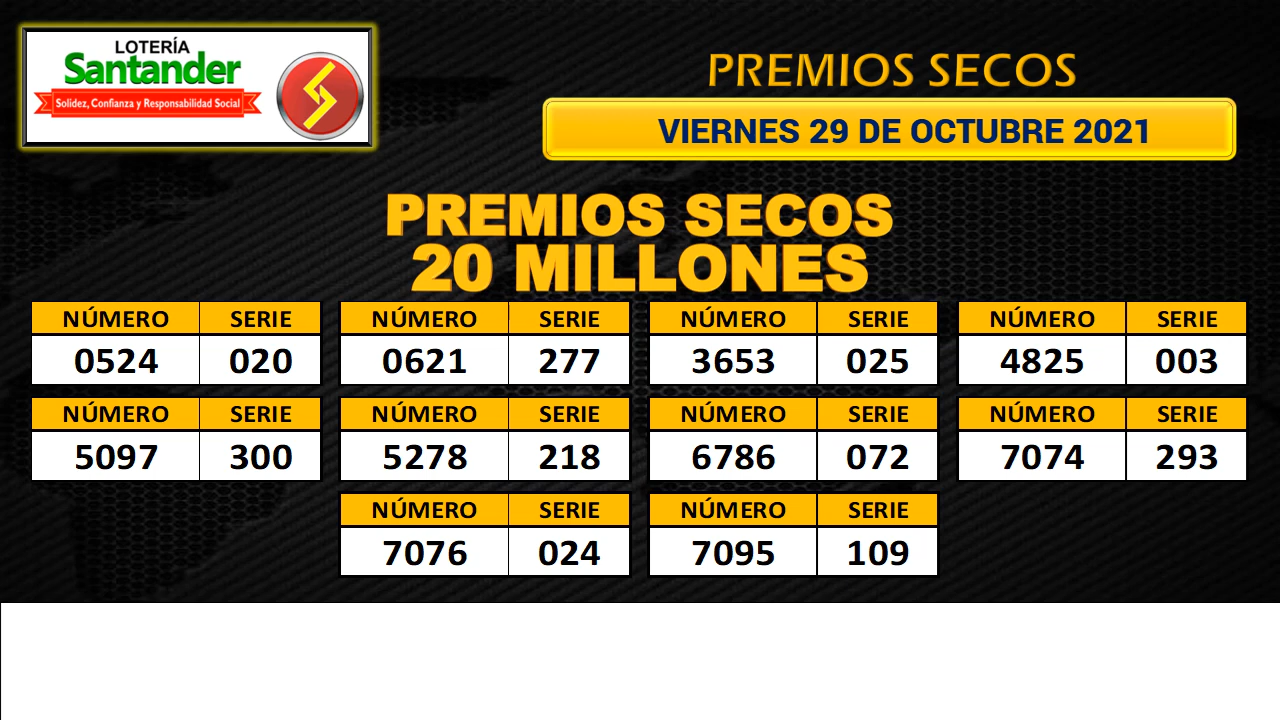 LOTERÍA
Santander
Solidez, Confianza y Responsabilidad Social
PREMIOS SECOS
VIERNES 29 DE OCTUBRE 2021
PREMIOS SECOS
20 MILLONES
NÚMERO SERIE NÚMERO SERIE NÚMERO SERIE NÚMERO SERIE
0524 020 0621 277 3653 025 4825 003
NÚMERO SERIE NÚMERO SERIE NÚMERO SERIE NÚMERO SERIE
5097 300 5278 218 6786 072 7074 293
NÚMERO SERIE NÚMERO SERIE
7076 024 7095 109